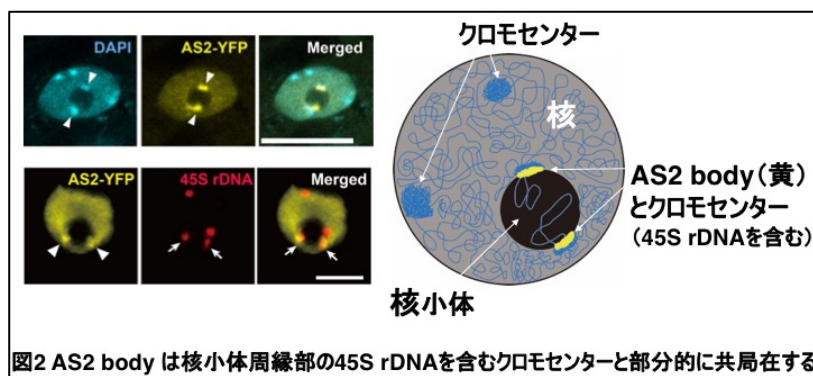 DAPI
AS2-YFP
Merged
AS2-YFP
45S rDNA
Merged
クロモセンター
核
AS2 body(黄)
とクロモセンター
(45S rDNAを含む)
核小体
図2 AS2 body は核小体周縁部の45S rDNAを含むクロモセンターと部分的に共局在する